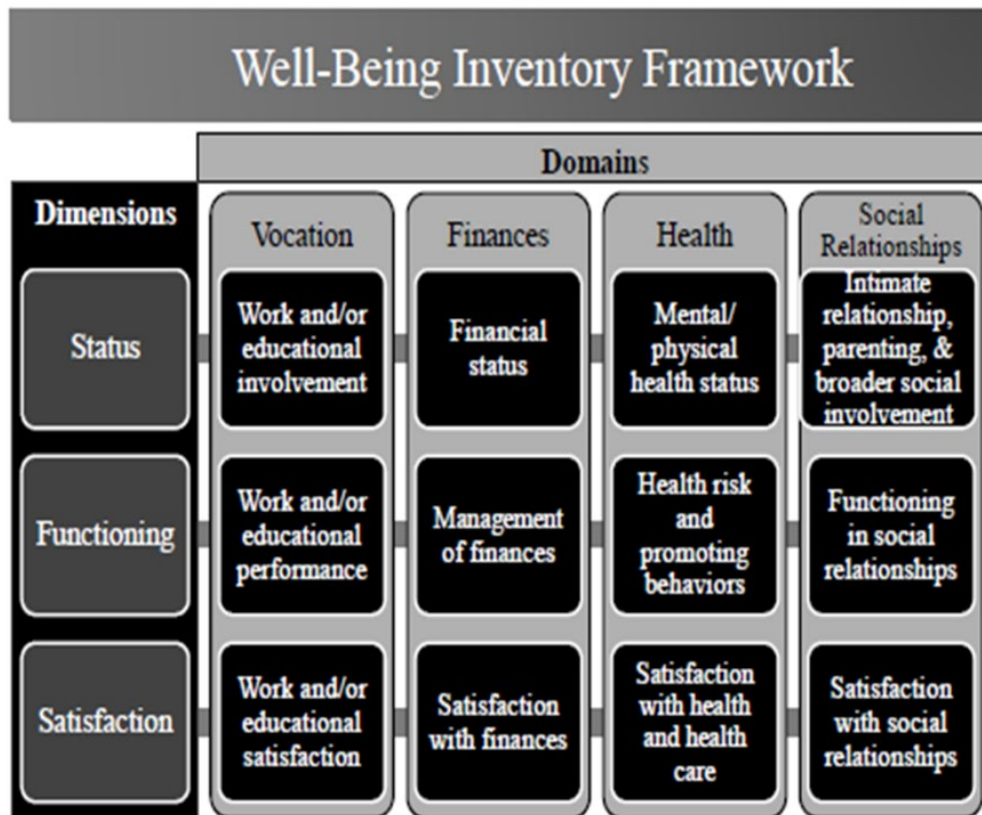 Well-Being Inventory Framework
Domains
Dimensions
Vocation
Finances
Health
Social
Relationships
Status
Work and/or
educational
involvement
Financial
status
Mental/
physical
health status
Intimate
relationship,
parenting, &
broader social
involvement
Functioning
Work and/or
educational
performance
Management
of finances
Health risk
and
promoting
behaviors
Functioning
in social
relationships
Satisfaction
Work and/or
educational
satisfaction
Satisfaction
with finances
Satisfaction
with health
and health
care
Satisfaction
with social
relationships